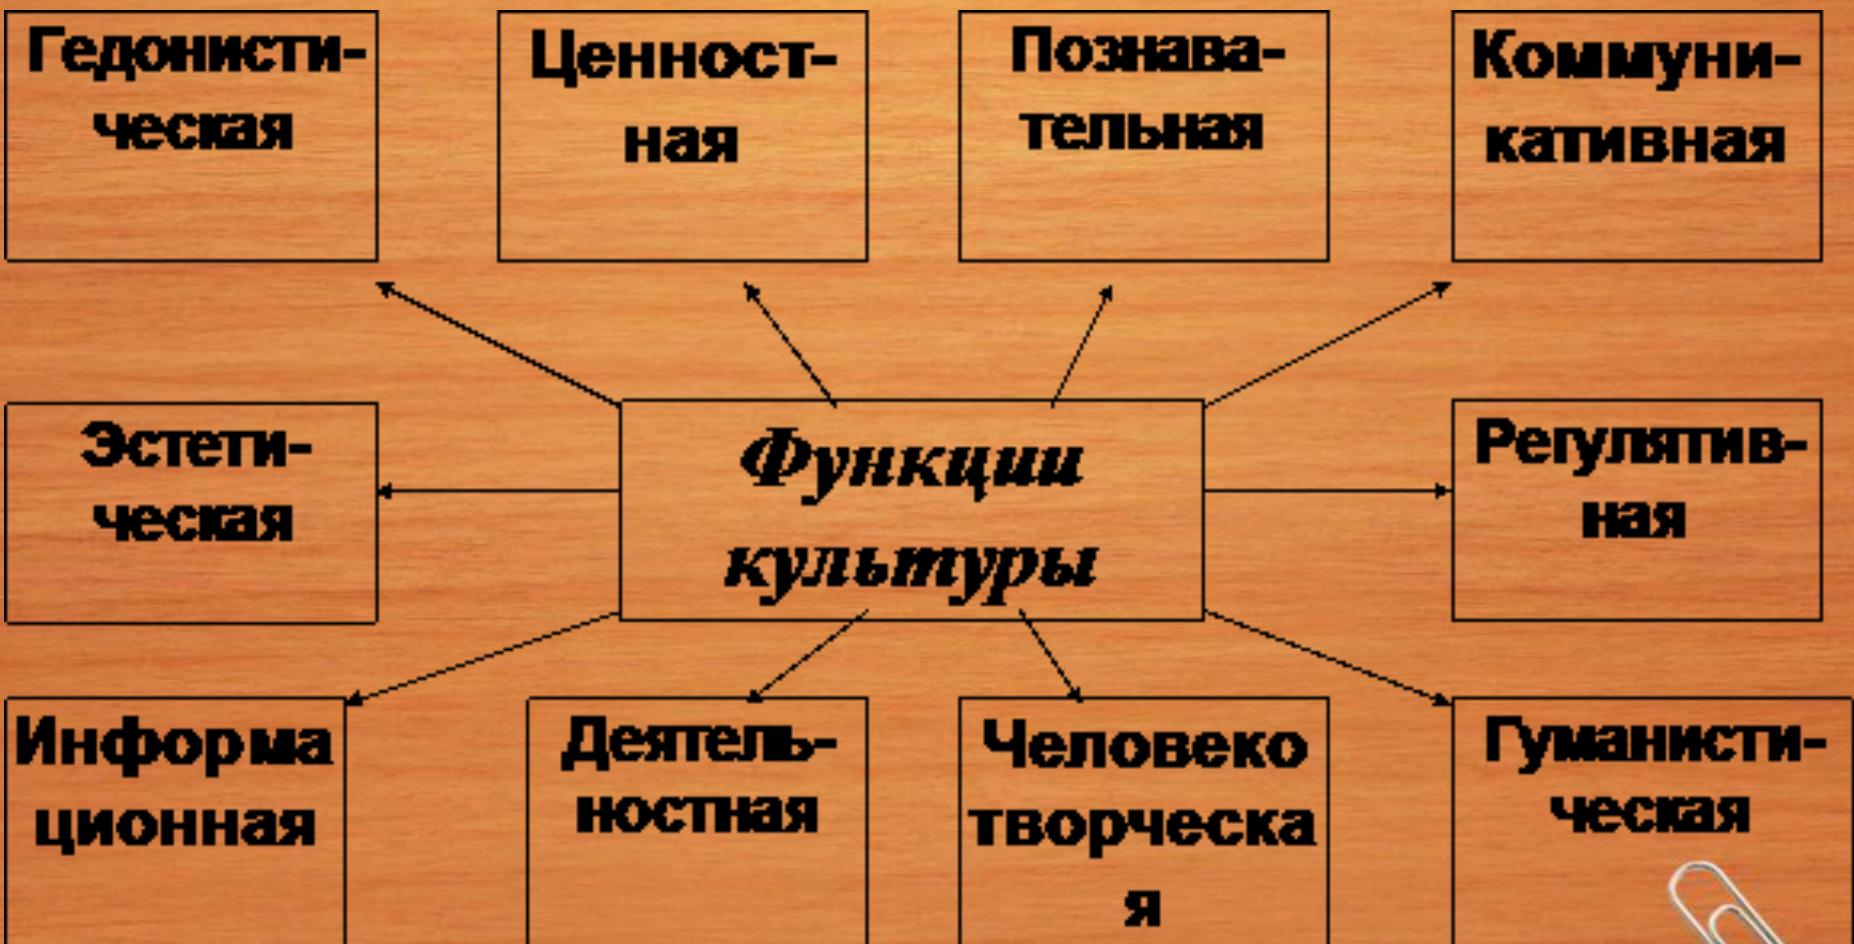 Гедонисти-
ческая
Ценност-
ная
Познава-
тельная
Коммуни-
кативная
Эстети-
ческая
Функции
культуры
Регулятив-
ная
Информа
ционная
Деятель-
ностная
Человеко
творческа
я
Гуманисти-
ческая